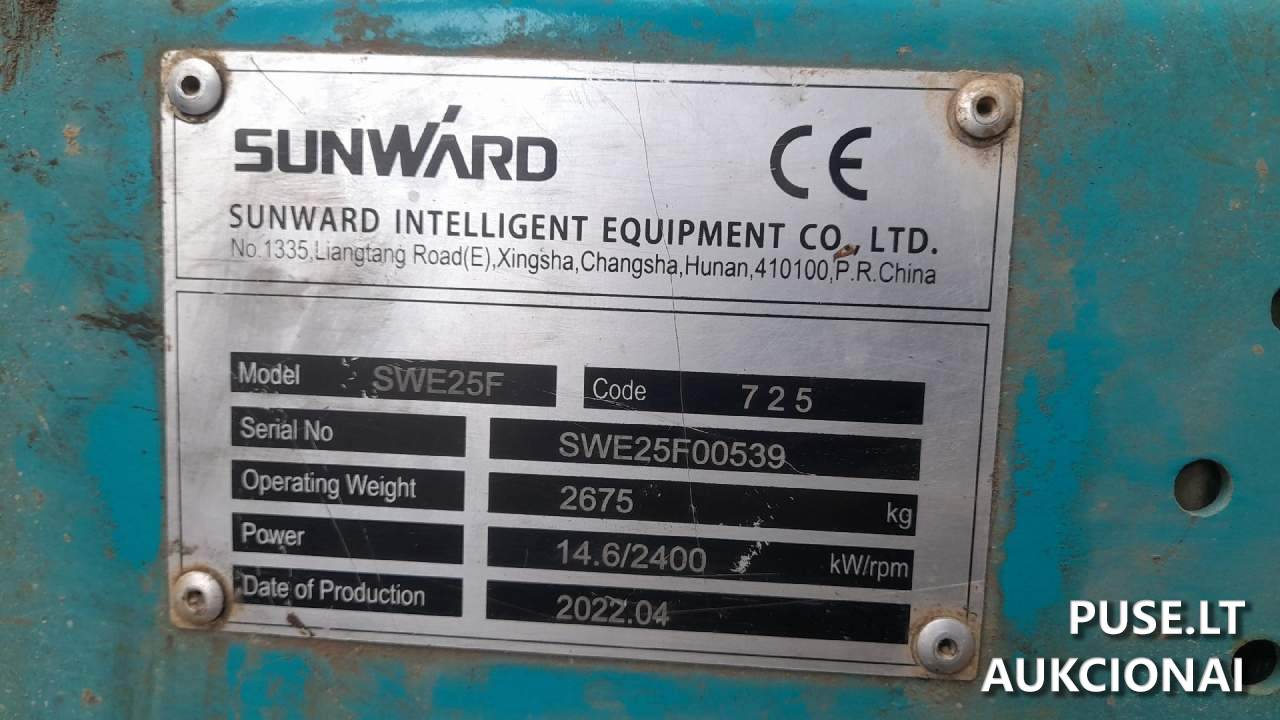 SUNWARD
CE
SUNWARD INTELLIGENT EQUIPMENT CO., LTD.
No.1335,Liangtang Road(E),Xingsha,Changsha,Hunan,410100,P.R.China
Model SWE25F Code 725
Serial No SWE25F00539
Operating Weight 2675 kg
Power 14.6/2400 kW/rpm
Date of Production 2022.04
PUSE.LT
AUKCIONAI